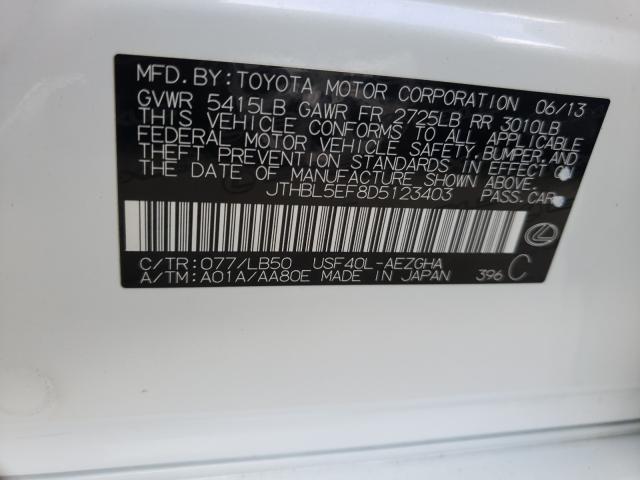 MFD. BY: TOYOTA MOTOR CORPORATION 06/13
GVWR 5415LB GAWR FR 2725LB RR 3010LB
THIS VEHICLE CONFORMS TO ALL APPLICABLE
FEDERAL MOTOR VEHICLE SAFETY, BUMPER, AND
THEFT PREVENTION STANDARDS IN EFFECT ON
THE DATE OF MANUFACTURE SHOWN ABOVE.
JTHBL5EF8D5123403 PASS. CAR
C/TR: 077/LB50 USF40L-AEZGHA
A/TM: A01A/AA80E MADE IN JAPAN 396 C